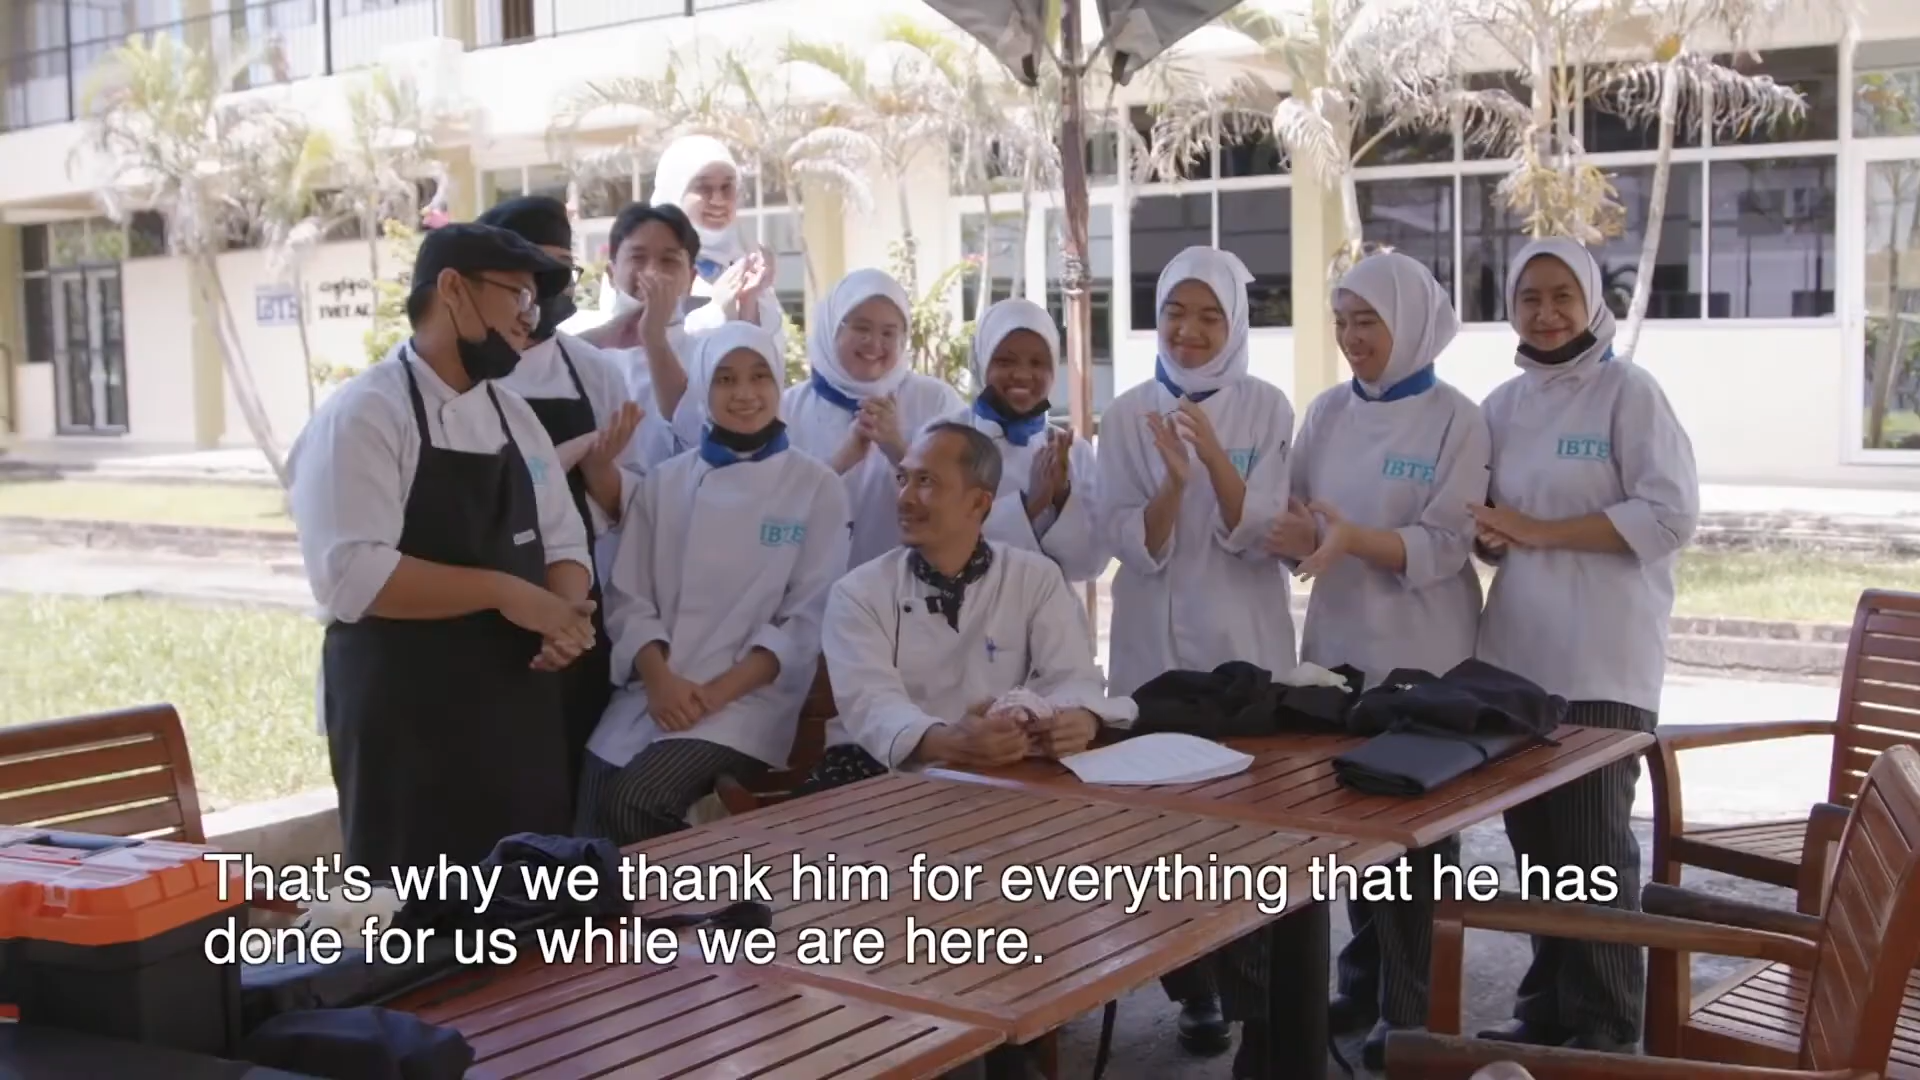 IBTE
IBTE
IBTE
IBTE
That's why we thank him for everything that he has
done for us while we are here.